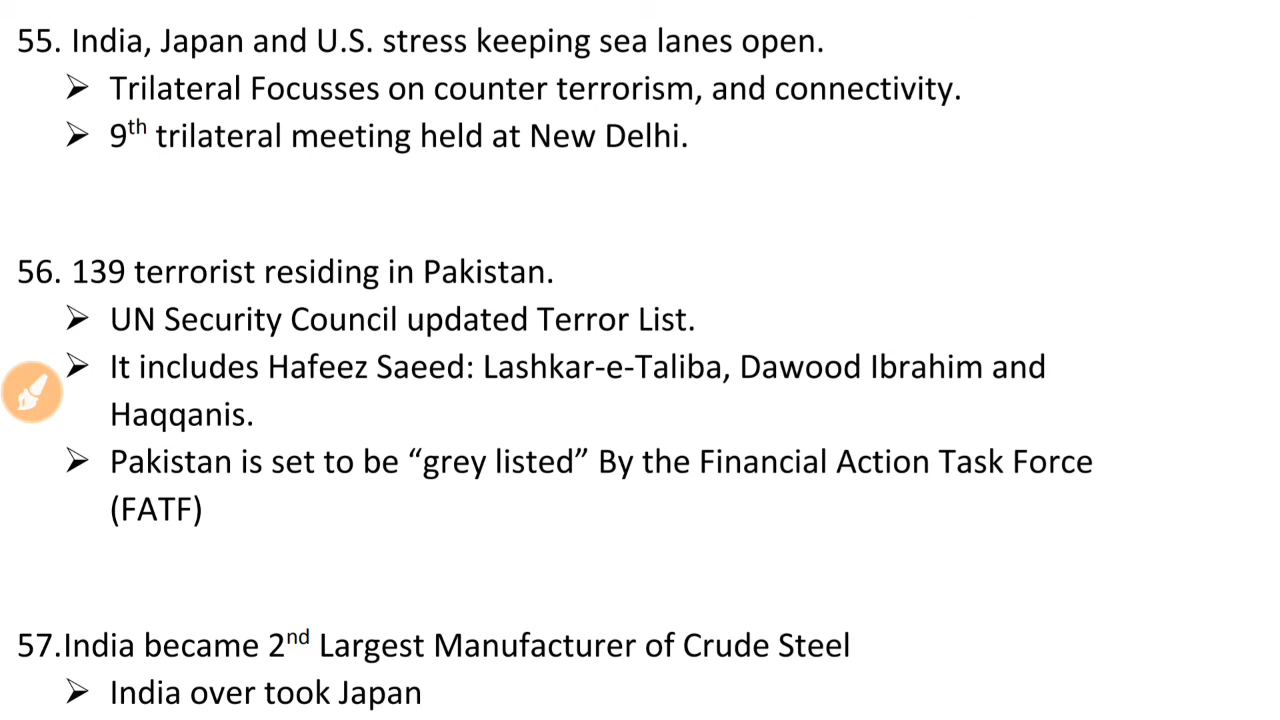 55. India, Japan and U.S. stress keeping sea lanes open.
➢ Trilateral Focusses on counter terrorism, and connectivity.
➢ 9th trilateral meeting held at New Delhi.
56. 139 terrorist residing in Pakistan.
➢ UN Security Council updated Terror List.
➢ It includes Hafeez Saeed: Lashkar-e-Taliba, Dawood Ibrahim and
Haqqanis.
➢ Pakistan is set to be “grey listed” By the Financial Action Task Force
(FATF)
57.India became 2nd Largest Manufacturer of Crude Steel
➢ India over took Japan